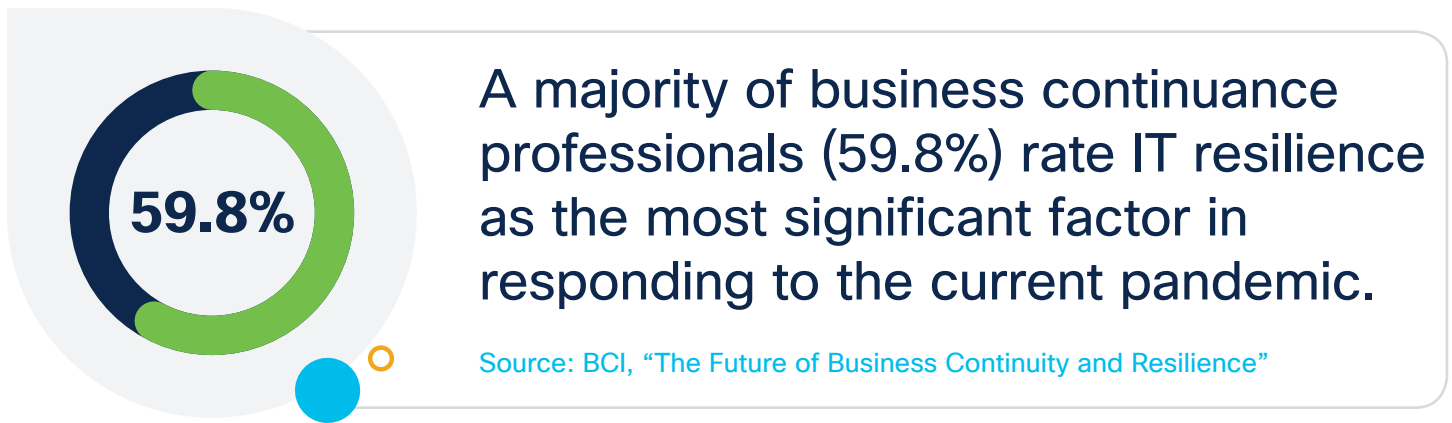 59.8%
A majority of business continuance
professionals (59.8%) rate IT resilience
as the most significant factor in
responding to the current pandemic.
Source: BCI, “The Future of Business Continuity and Resilience”